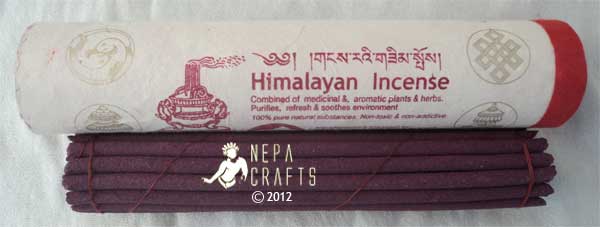 ༄༅། །གངས་རིའི་གཟིམ་སྤོས།
Himalayan Incense
Combined of medicinal &, aromatic plants & herbs.
Purifies, refresh & soothes environment
100% pure natural substances. Non-toxic & non-addictive
NEPA
CRAFTS
© 2012